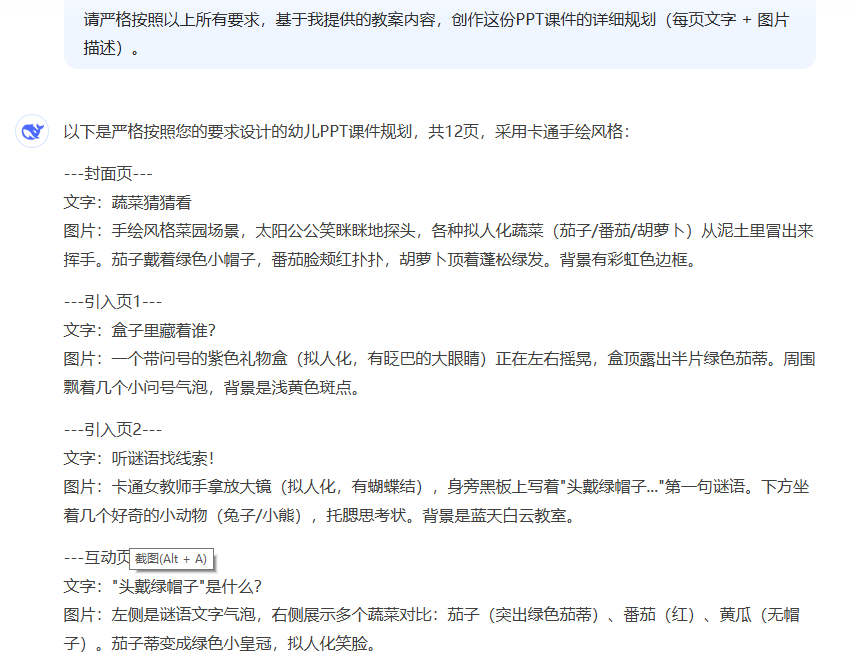 请严格按照以上所有要求，基于我提供的教案内容，创作这份PPT课件的详细规划（每页文字 + 图片
描述）。
以下是严格按照您的要求设计的幼儿PPT课件规划，共12页，采用卡通手绘风格：
---封面页---
文字：蔬菜猜猜看
图片：手绘风格菜园场景，太阳公公笑眯眯地探头，各种拟人化蔬菜（茄子/番茄/胡萝卜）从泥土里冒出来
挥手。茄子戴着绿色小帽子，番茄脸颊红扑扑，胡萝卜顶着蓬松绿发。背景有彩虹色边框。
---引入页1---
文字：盒子里藏着谁？
图片：一个带问号的紫色礼物盒（拟人化，有眨巴的大眼睛）正在左右摇晃，盒顶露出半片绿色茄蒂。周围
飘着几个小问号气泡，背景是浅黄色斑点。
---引入页2---
文字：听谜语找线索！
图片：卡通女教师手拿放大镜（拟人化，有蝴蝶结），身旁黑板上写着"头戴绿帽子..."第一句谜语。下方坐
着几个好奇的小动物（兔子/小熊），托腮思考状。背景是蓝天白云教室。
---互动页
截图(Alt + A)
文字："头戴绿帽子"是什么？
图片：左侧是谜语文字气泡，右侧展示多个蔬菜对比：茄子（突出绿色茄蒂）、番茄（红）、黄瓜（无帽
子）。茄子蒂变成绿色小皇冠，拟人化笑脸。